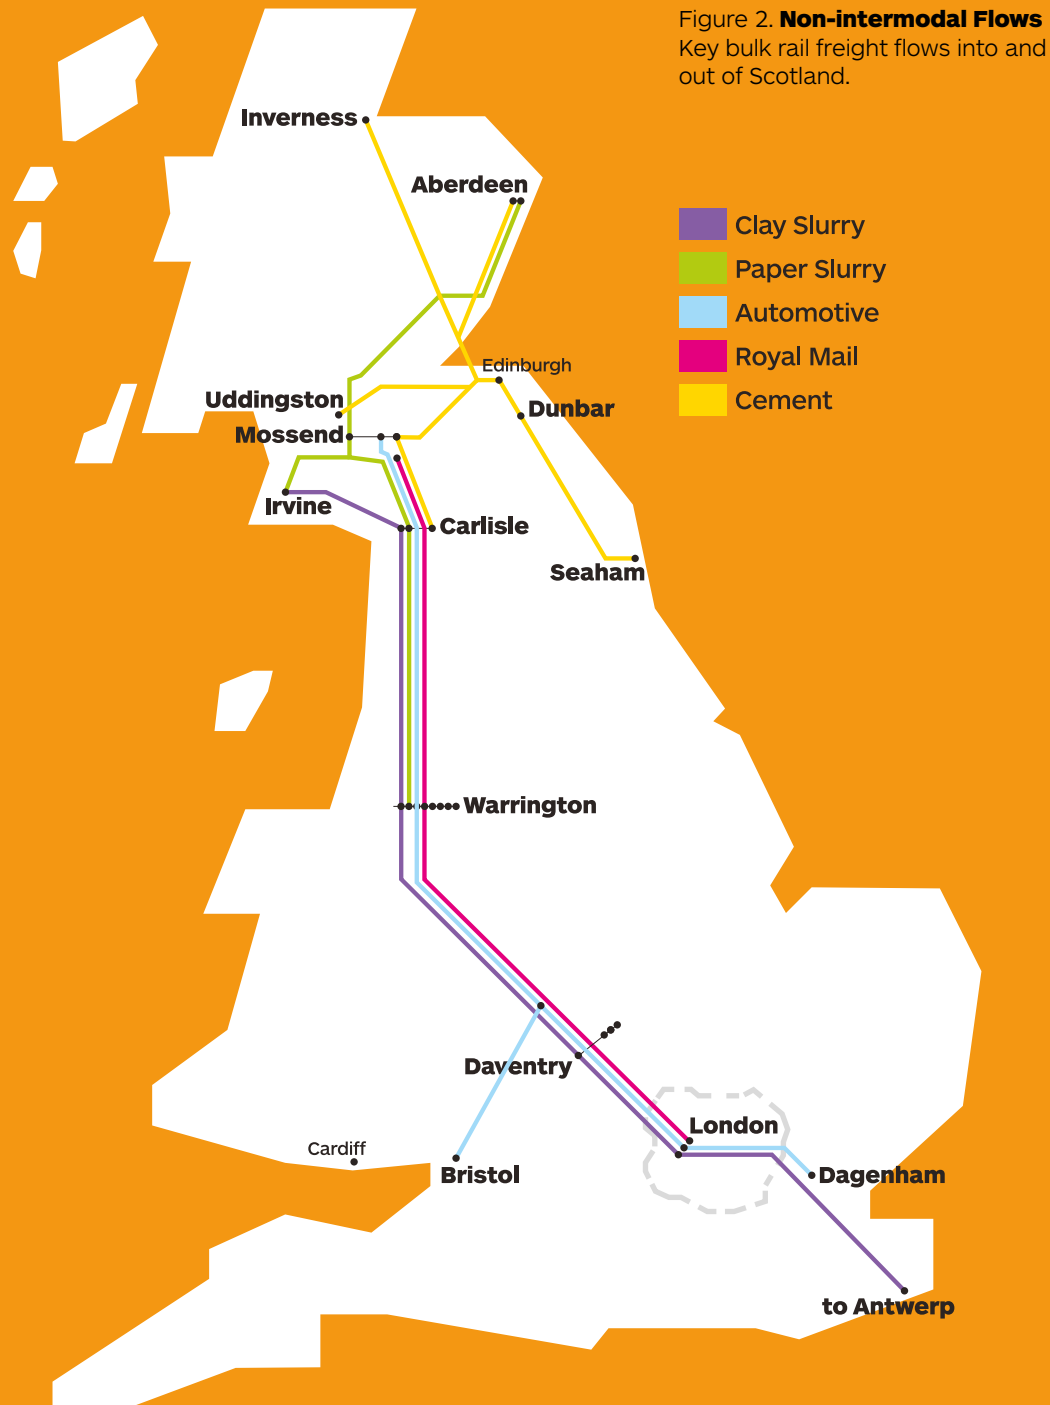 Figure 2. Non-intermodal Flows
Key bulk rail freight flows into and
out of Scotland.
Inverness
Aberdeen
Clay Slurry
Paper Slurry
Automotive
Royal Mail
Cement
Edinburgh
Uddingston
Dunbar
Mossend
Irvine
Carlisle
Seaham
Warrington
Daventry
London
Cardiff
Bristol
Dagenham
to Antwerp